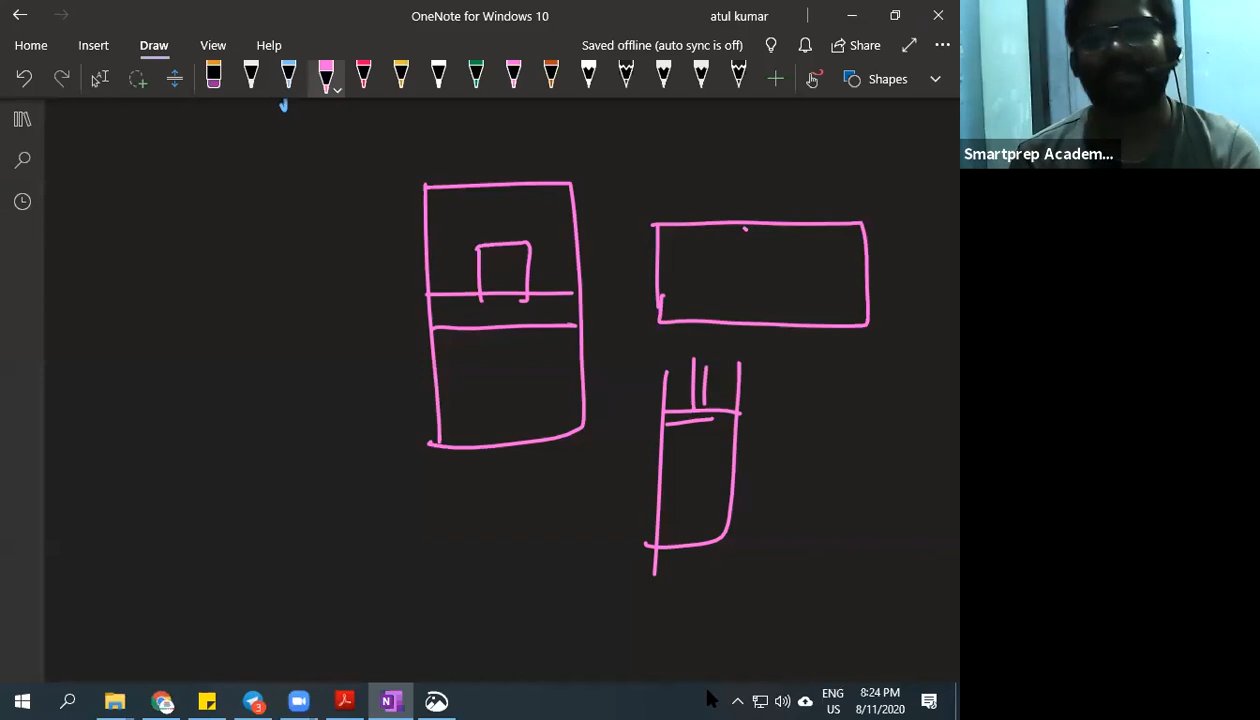 OneNote for Windows 10
atul kumar
Home
Insert
Draw
View
Help
Saved offline (auto sync is off)
Share
Shapes
Smartprep Academ...
3
N
ENG
US
8:24 PM
8/11/2020